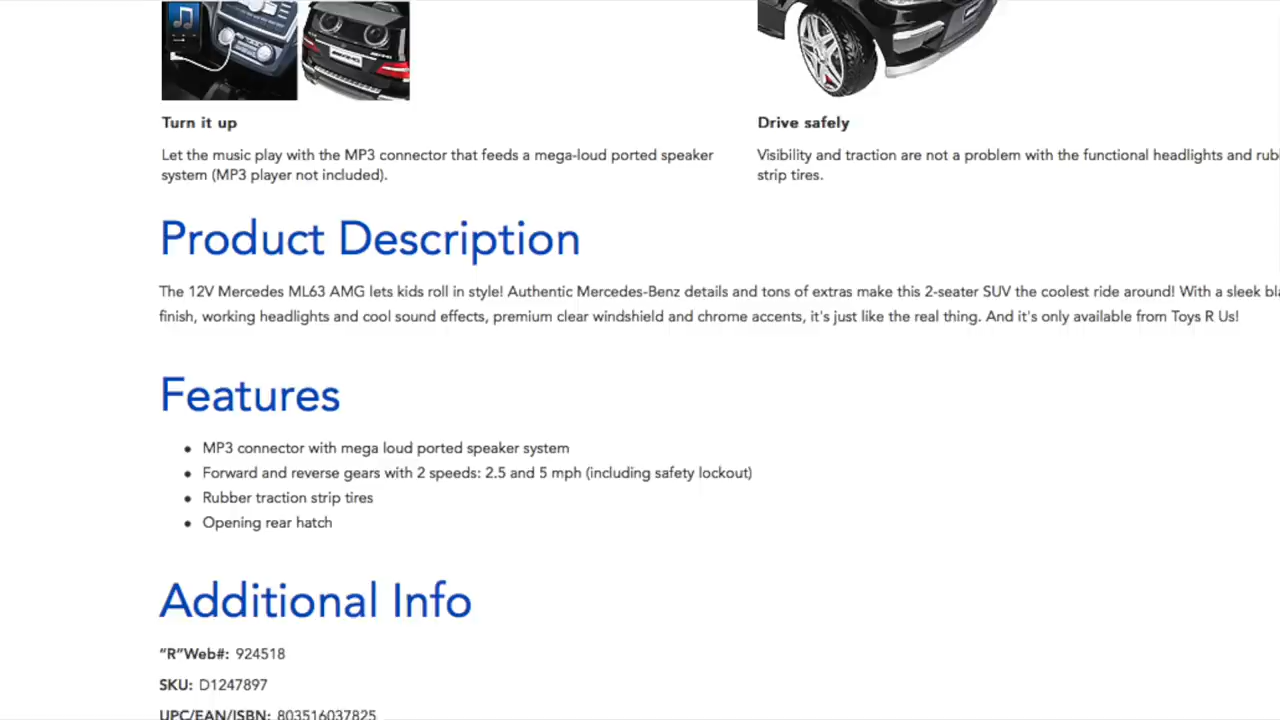 Turn it up
Let the music play with the MP3 connector that feeds a mega-loud ported speaker
system (MP3 player not included).
Drive safely
Visibility and traction are not a problem with the functional headlights and
strip tires.
Product Description
The 12V Mercedes ML63 AMG lets kids roll in style! Authentic Mercedes-Benz details and tons of extras make this 2-seater SUV the coolest ride around! With a sleek
finish, working headlights and cool sound effects, premium clear windshield and chrome accents, it's just like the real thing. And it's only available from Toys R Us!
Features
• MP3 connector with mega loud ported speaker system
• Forward and reverse gears with 2 speeds: 2.5 and 5 mph (including safety lockout)
• Rubber traction strip tires
• Opening rear hatch
Additional Info
“R”Web#: 924518
SKU: D1247897
UPC/EAN/ISBN: 803516037825